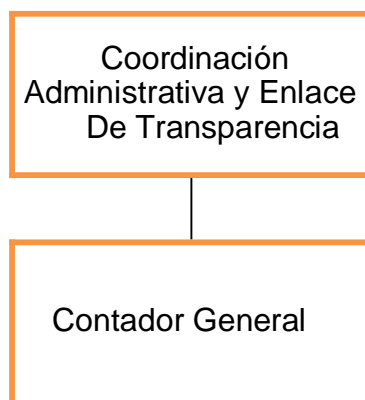 Coordinación
Administrativa y Enlace
De Transparencia
Contador General